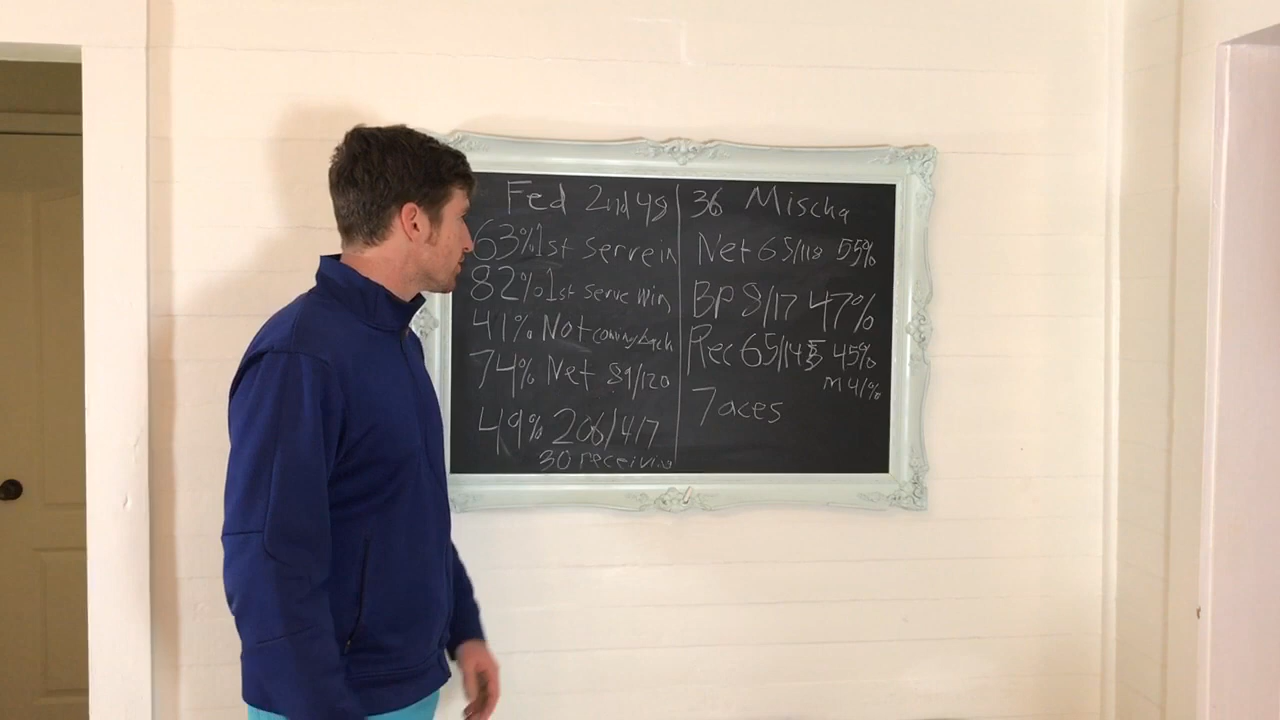 Fed 2nd 48
63% 1st Serve in
82% 1st Serve Win
41% Not coming back
74% Net 89/120
49% 206/417
30 receiving
36 Mischa
Net 65/118 55%
BP 8/17 47%
Rec 65/145 45%
M 41%
7 aces